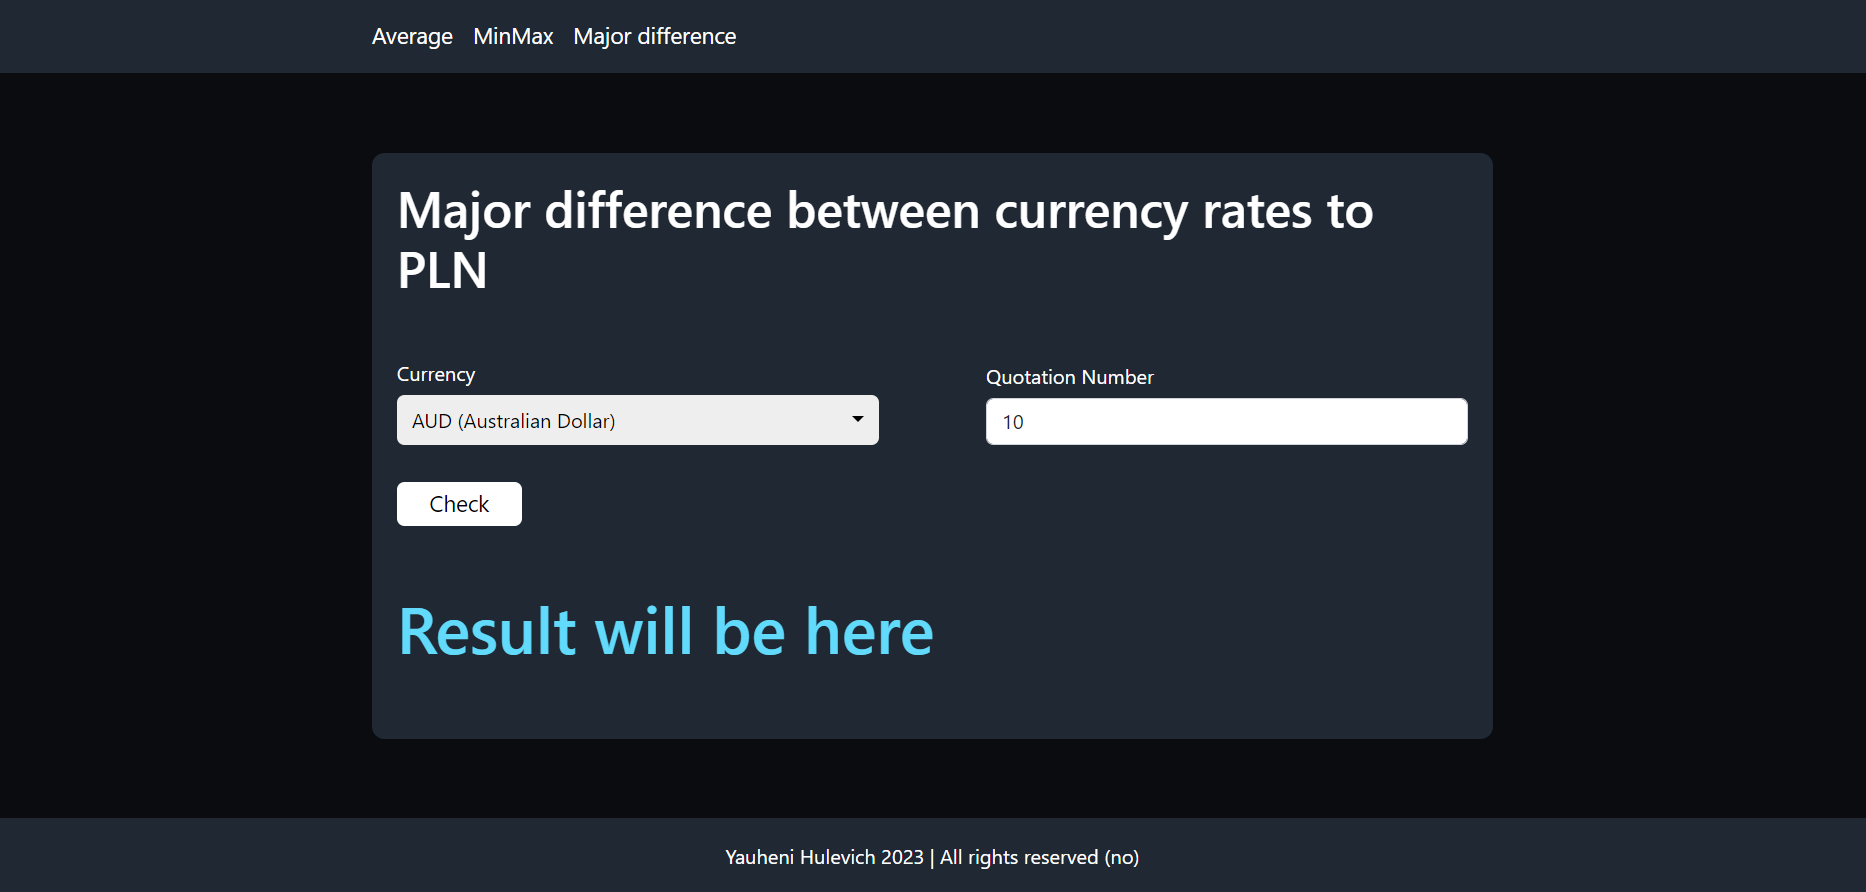 Average MinMax Major difference
Major difference between currency rates to
PLN
Currency
Quotation Number
AUD (Australian Dollar)
10
Check
Result will be here
Yauheni Hulevich 2023 | All rights reserved (no)